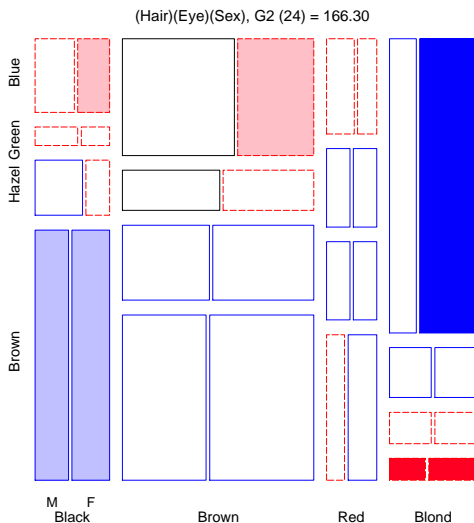 (Hair)(Eye)(Sex), G2 (24) = 166.30
Blue
Green
Hazel
Brown
M F
Black Brown Red Blond